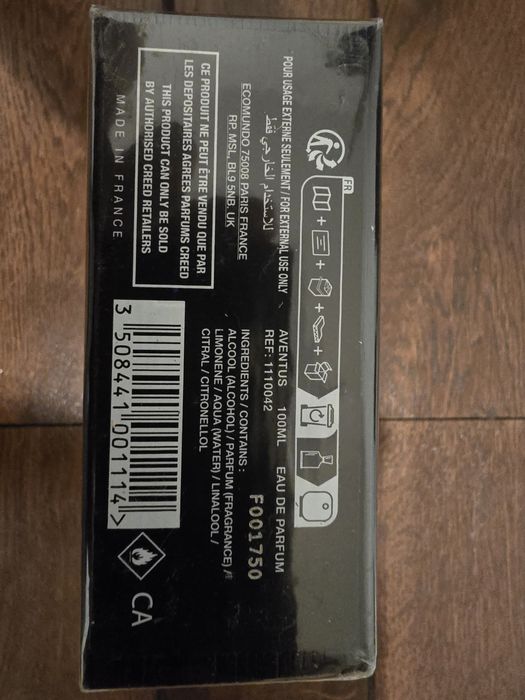 FR
+ + + +
POUR USAGE EXTERNE SEULEMENT / FOR EXTERNAL USE ONLY
للاستخدام الخارجي فقط
ECOMUNDO 75008 PARIS FRANCE
RP, MSL, BL9 5NB, UK
CE PRODUIT NE PEUT ÊTRE VENDU QUE PAR
LES DEPOSITAIRES AGREES PARFUMS CREED
THIS PRODUCT CAN ONLY BE SOLD
BY AUTHORISED CREED RETAILERS
MADE IN FRANCE
AVENTUS 100ML EAU DE PARFUM
REF: 1110042
F001750
INGREDIENTS / CONTAINS :
ALCOOL (ALCOHOL) / PARFUM (FRAGRANCE) /
LIMONENE / AQUA (WATER) / LINALOOL /
CITRAL / CITRONELLOL
3 508441 001114 >
CA